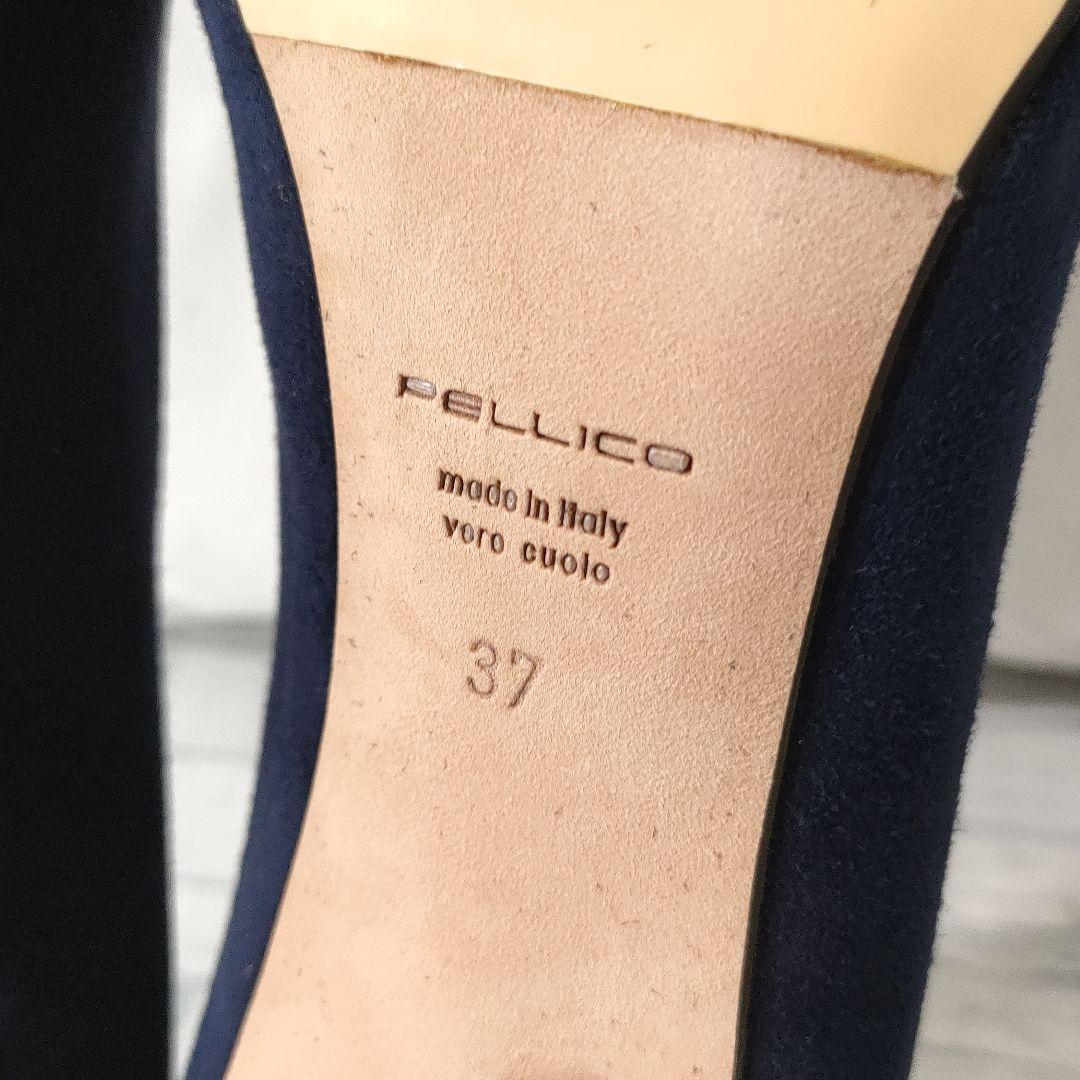 PELLICO
made in Italy
vero cuoio
37